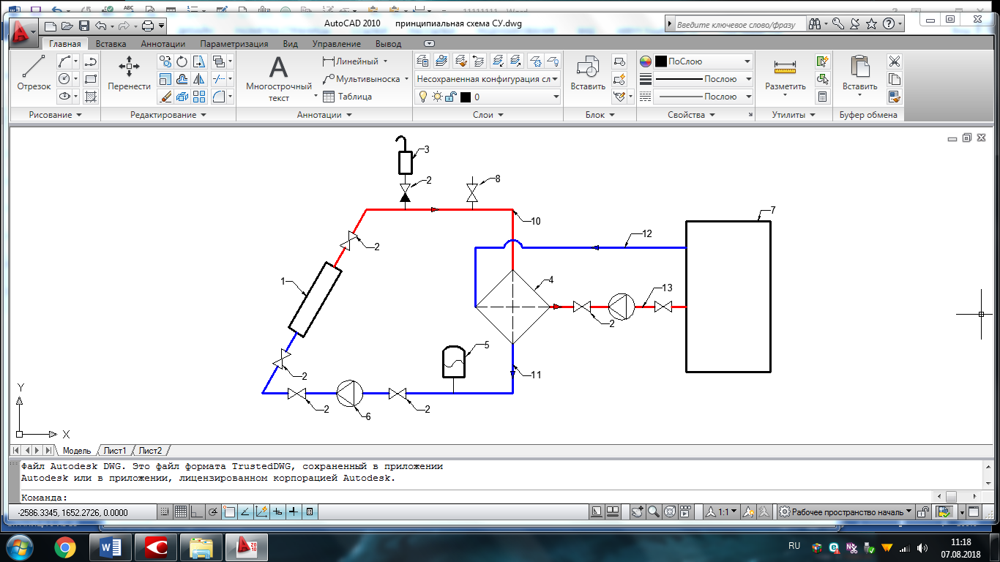 AutoCAD 2010 принципиальная схема СУ.dwg
Введите ключевое слово/фразу
Главная Вставка Аннотации Параметризация Вид Управление Вывод
Отрезок
Перенести
A
Многострочный
текст
Линейный
Мультивыноска
Таблица
Несохраненная конфигурация сл
0
Вставить
ПоСлою
Послою
Послою
Разметить
Вставить
Рисование Редактирование Аннотации Слои Блок Свойства Утилиты Буфер обмена
3
2
8
10
7
12
2
1
4
13
2
5
2
11
2
6
2
Y
X
Модель Лист1 Лист2
Файл Autodesk DWG. Это файл формата TrustedDWG, сохраненный в приложении
Autodesk или в приложении, лицензированном корпорацией Autodesk.
Команда:
-2586.3345, 1652.2726, 0.0000
1:1
Рабочее пространство началь
RU
11:18
07.08.2018